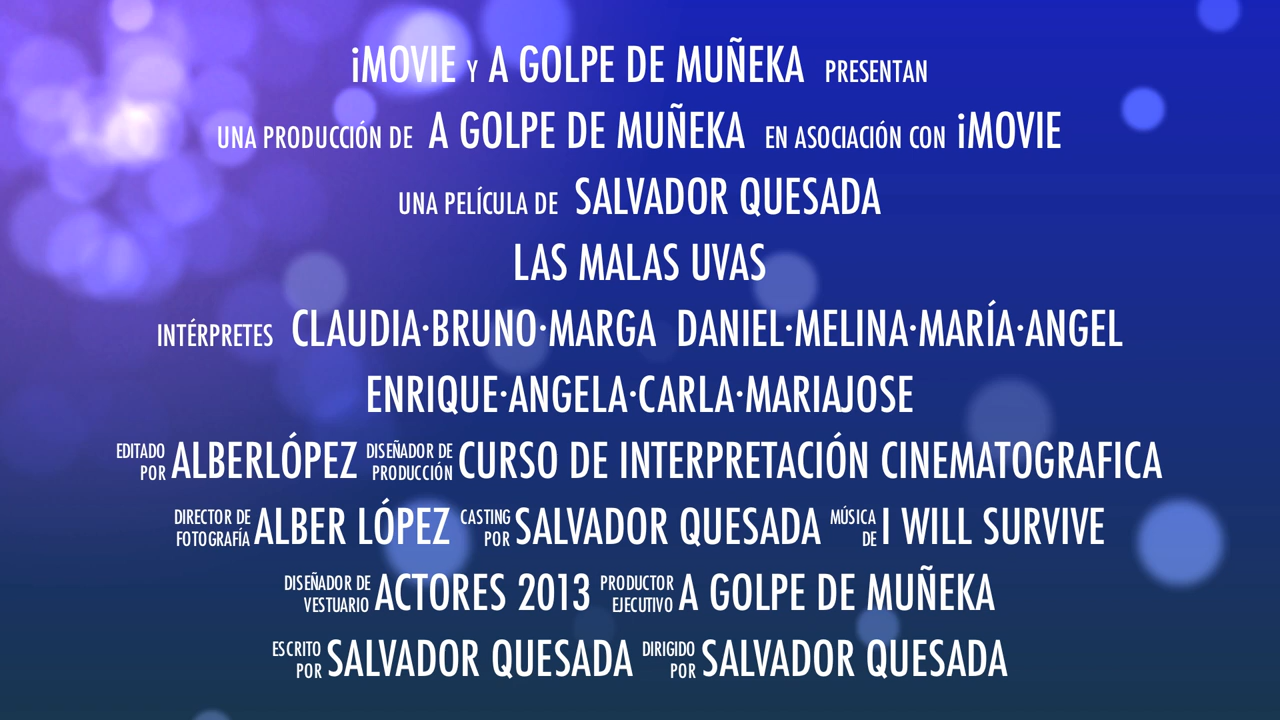 iMOVIE Y A GOLPE DE MUÑEKA PRESENTAN
UNA PRODUCCIÓN DE A GOLPE DE MUÑEKA EN ASOCIACIÓN CON iMOVIE
UNA PELÍCULA DE SALVADOR QUESADA
LAS MALAS UVAS
INTÉRPRETES CLAUDIA·BRUNO·MARGA DANIEL·MELINA·MARÍA·ANGEL
ENRIQUE·ANGELA·CARLA·MARIAJOSE
EDITADO POR ALBERLÓPEZ DISEÑADOR DE PRODUCCIÓN CURSO DE INTERPRETACIÓN CINEMATOGRAFICA
DIRECTOR DE FOTOGRAFÍA ALBER LÓPEZ CASTING POR SALVADOR QUESADA MÚSICA DE I WILL SURVIVE
DISEÑADOR DE VESTUARIO ACTORES 2013 PRODUCTOR EJECUTIVO A GOLPE DE MUÑEKA
ESCRITO POR SALVADOR QUESADA DIRIGIDO POR SALVADOR QUESADA